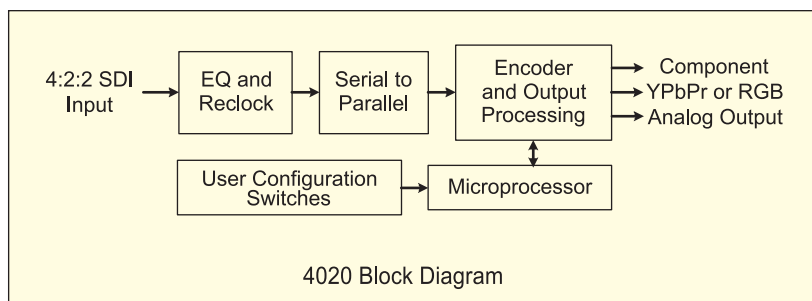 4:2:2 SDI
Input
EQ and
Reclock
Serial to
Parallel
Encoder
and Output
Processing
Component
YPbPr or RGB
Analog Output
User Configuration
Switches
Microprocessor
4020 Block Diagram